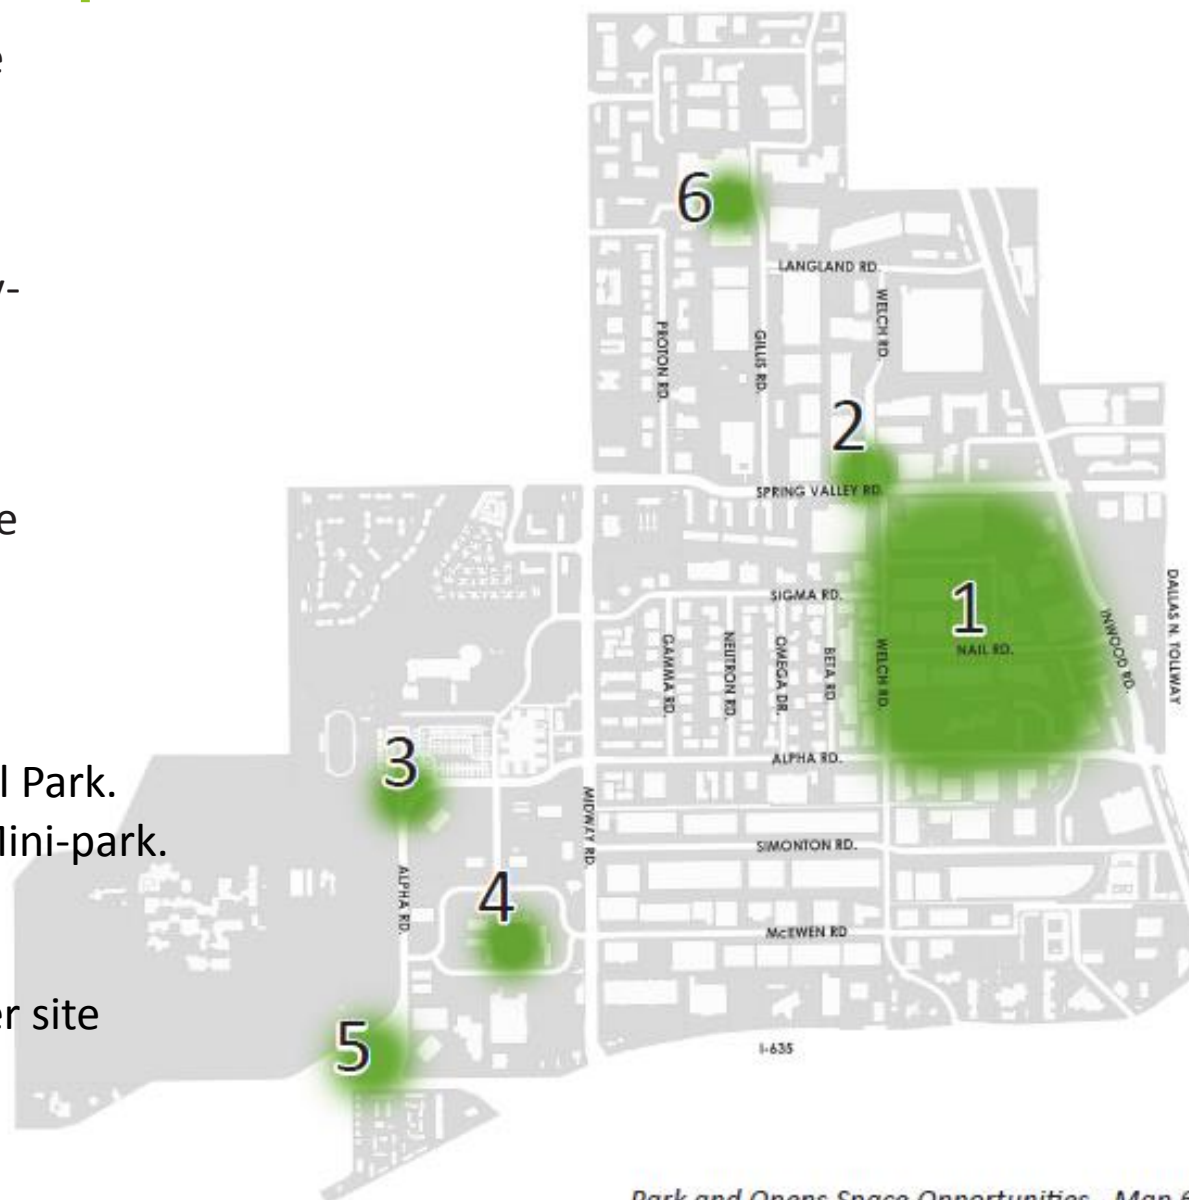 e
y-
e
l Park.
ini-park.
er site
6
LANGLAND RD.
WELCH RD.
PROTON RD.
GILLIS RD.
2
SPRING VALLEY RD.
1
SIGMA RD.
NAIL RD.
INWOOD RD.
DALLAS N. TOLLWAY
GAMMA RD.
NEUTRON RD.
OMEGA DR.
BETA RD
WELCH RD.
3
ALPHA RD.
MIDWAY RD.
SIMONTON RD.
ALPHA RD.
4
McEWEN RD
5
I-635
Park and Opens Space Opportunities - Map